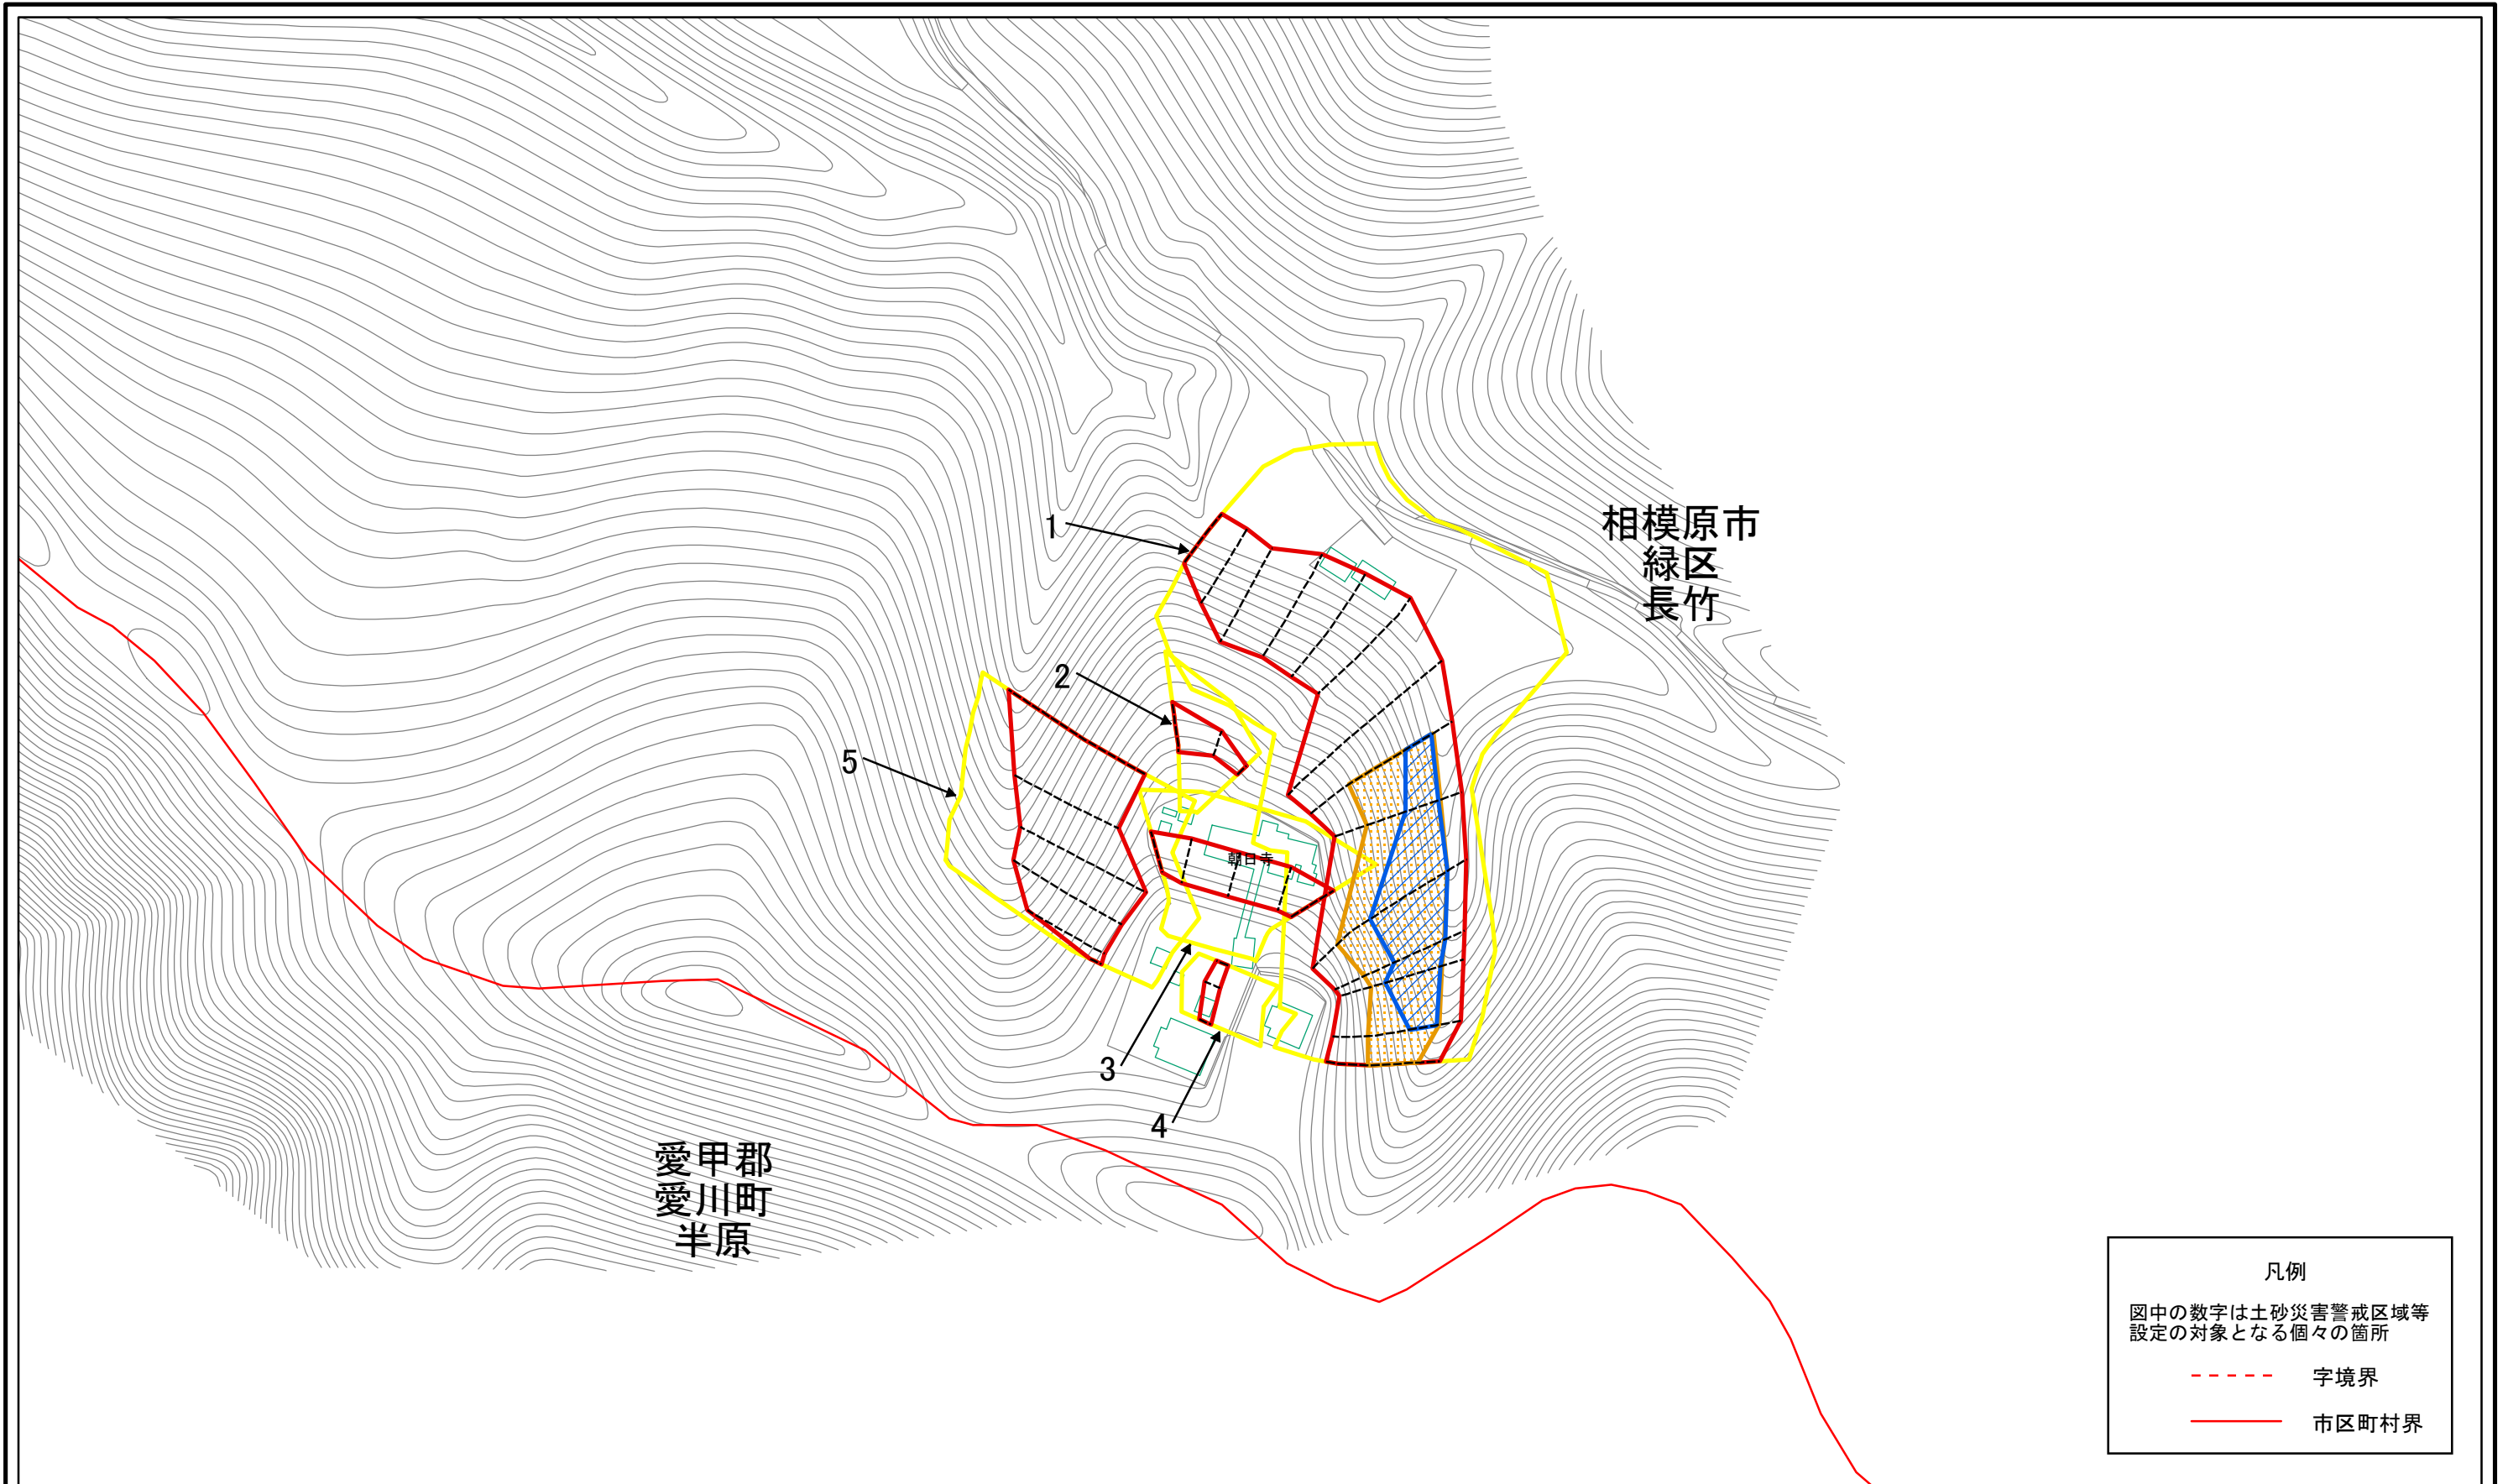 1
相模原市
緑区
長竹
2
5
朝日寺
3
4
愛甲郡
愛川町
半原
凡例
図中の数字は土砂災害警戒区域等
設定の対象となる個々の箇所
字境界
市区町村界